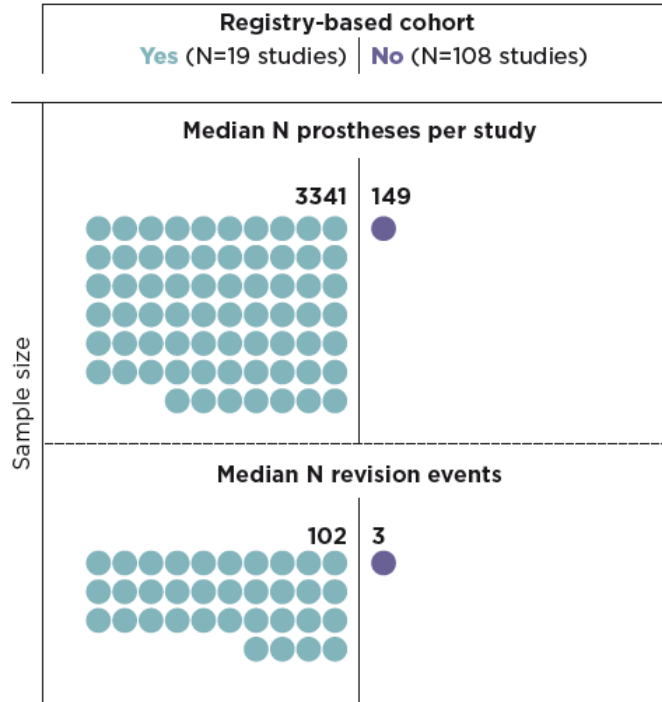 Registry-based cohort
Yes (N=19 studies) No (N=108 studies)
Median N prostheses per study
3341 149
Sample size
Median N revision events
102 3